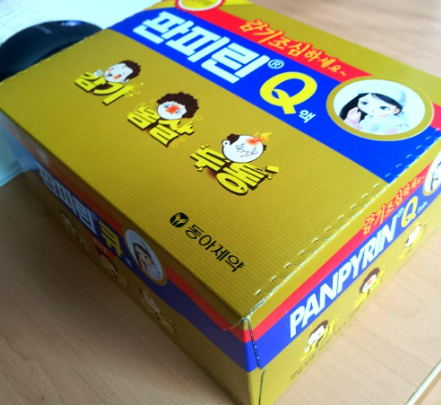 감기조심하세요~
판피린® Q 액
감기 몸살 두통
동아제약
판피린 큐
감기조심하세요~
PANPYRIN® Q